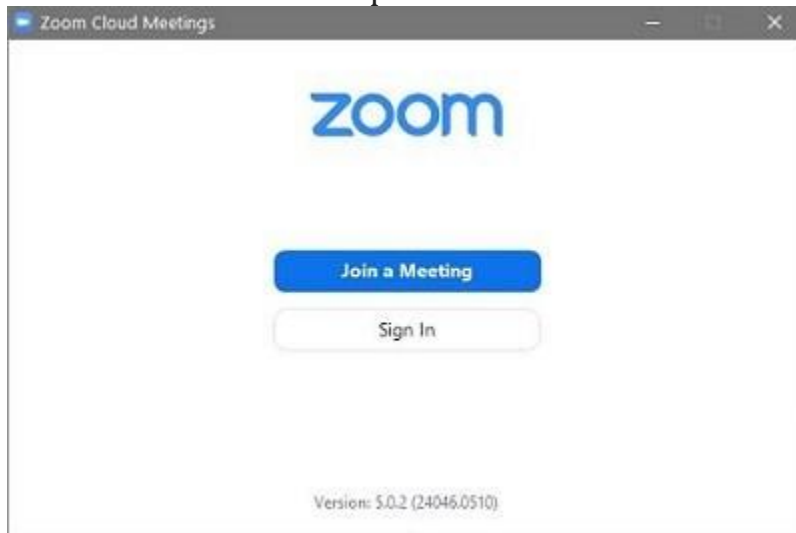 Zoom Cloud Meetings
zoom
Join a Meeting
Sign In
Version: 5.0.2 (24046.0510)